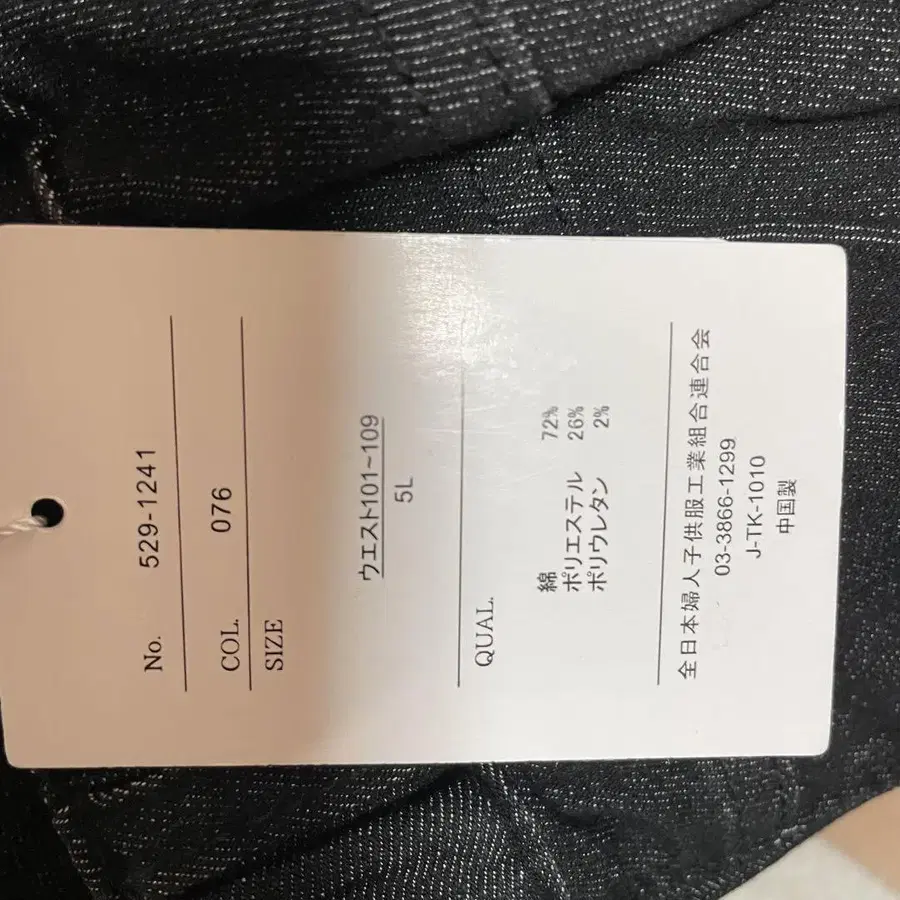 No. 529-1241
COL. 076
SIZE
ウエスト101~109
5L
QUAL.
綿 72%
ポリエステル 26%
ポリウレタン 2%
全日本婦人子供服工業組合連合会
03-3866-1299
J-TK-1010
中国製